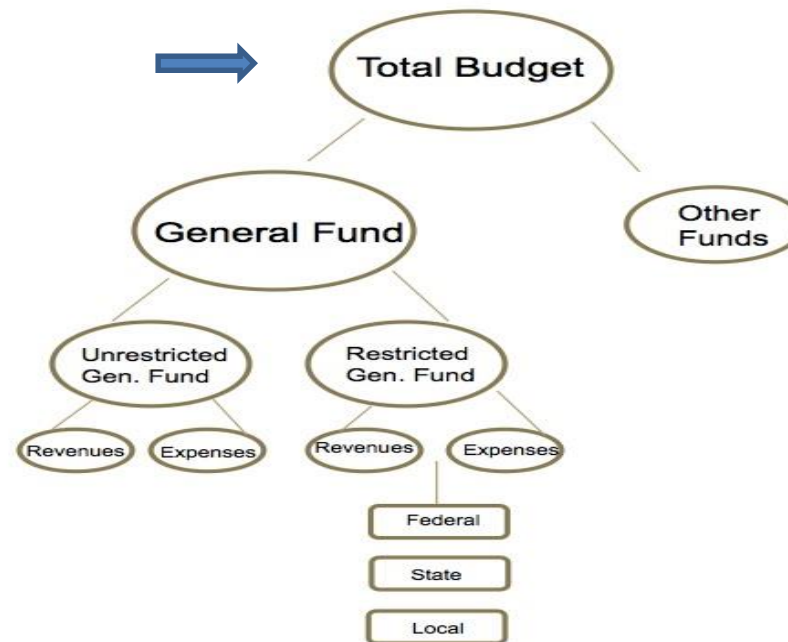 Total Budget
General Fund
Other
Funds
Unrestricted
Gen. Fund
Restricted
Gen. Fund
Revenues
Expenses
Revenues
Expenses
Federal
State
Local